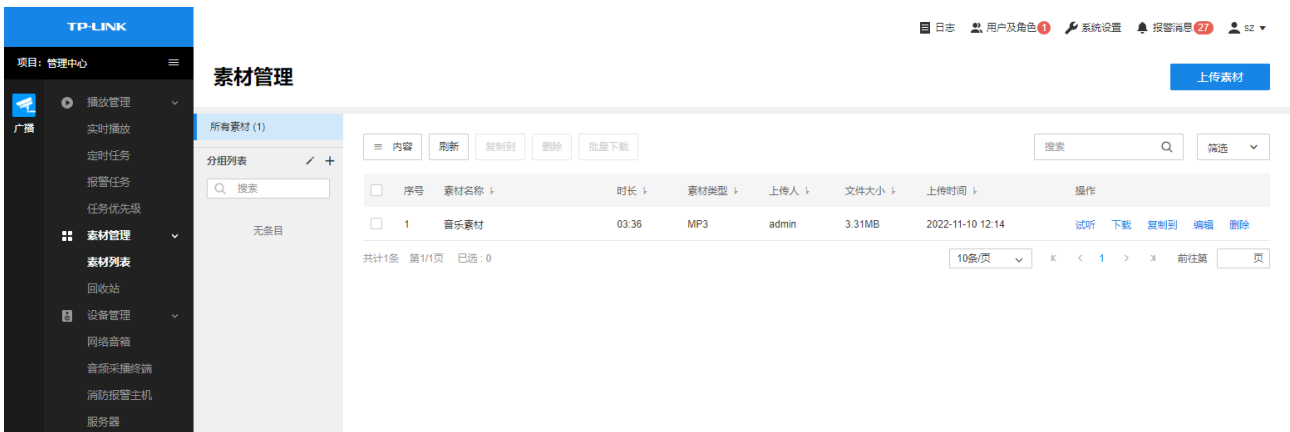 TP-LINK
日志 用户及角色 1 系统设置 报警消息 27 sz
项目：管理中心
素材管理
上传素材
广播
播放管理
实时播放
定时任务
报警任务
任务优先级
素材管理
素材列表
回收站
设备管理
网络音箱
音频采播终端
消防报警主机
服务器
所有素材 (1)
分组列表
搜索
无条目
内容 刷新 复制到 删除 批量下载 搜索 筛选
序号 素材名称 时长 素材类型 上传人 文件大小 上传时间 操作
1 音乐素材 03:36 MP3 admin 3.31MB 2022-11-10 12:14 试听 下载 复制到 编辑 删除
共计1条 第1/1页 已选 : 0 10条/页 1 前往第 页